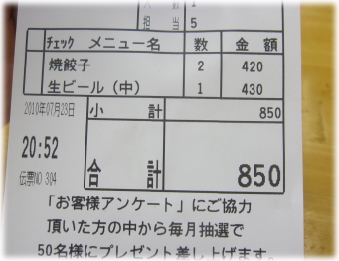 人 数 1
担 当 5
チェック メニュー名 数 金 額
焼餃子 2 420
生ビール（中） 1 430
2010年07月23日 小 計 850
20:52
伝票NO 304
合 計 850
「お客様アンケート」にご協力
頂いた方の中から毎月抽選で
50名様にプレゼント差し上げます。